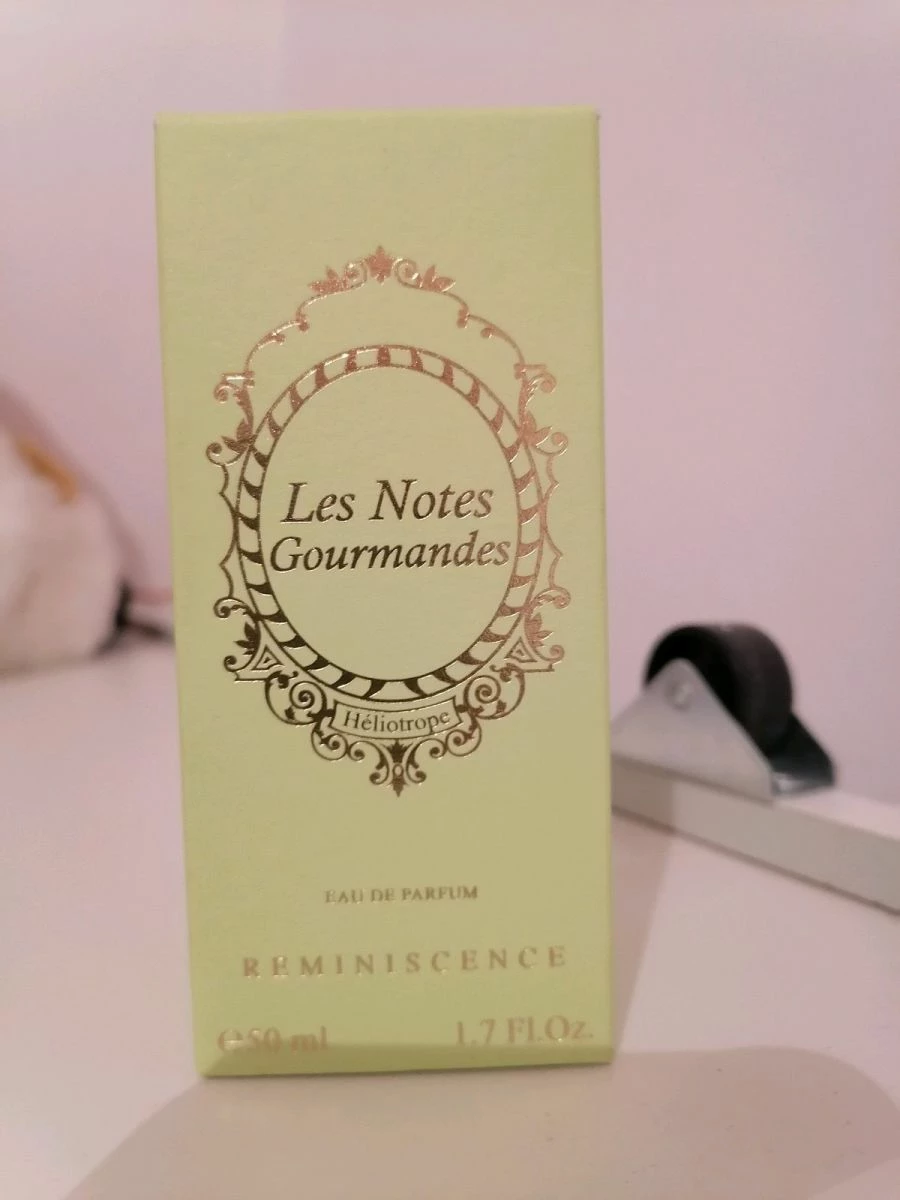 Les Notes
Gourmandes
Héliotrope
EAU DE PARFUM
REMINISCENCE
℮50 ml 1.7 Fl.Oz.